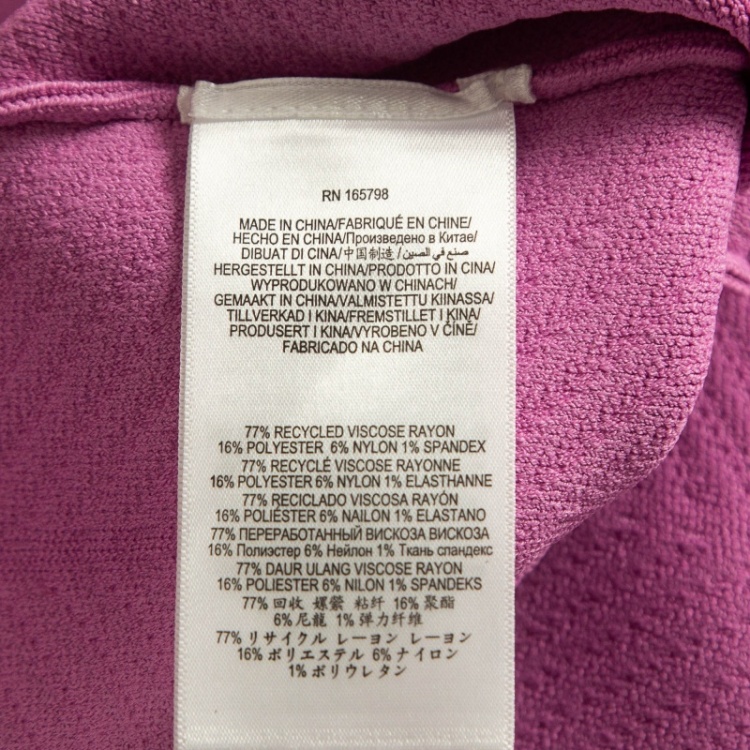 RN 165798
MADE IN CHINA/FABRIQUÉ EN CHINE/
HECHO EN CHINA/Произведено в Китае/
DIBUAT DI CINA/中国制造/صنع في الصين/
HERGESTELLT IN CHINA/PRODOTTO IN CINA/
WYPRODUKOWANO W CHINACH/
GEMAAKT IN CHINA/VALMISTETTU KIINASSA/
TILLVERKAD I KINA/FREMSTILLET I KINA/
PRODUSERT I KINA/VYROBENO V ČÍNĚ/
FABRICADO NA CHINA
77% RECYCLED VISCOSE RAYON
16% POLYESTER 6% NYLON 1% SPANDEX
77% RECYCLÉ VISCOSE RAYONNE
16% POLYESTER 6% NYLON 1% ELASTHANNE
77% RECICLADO VISCOSA RAYÓN
16% POLIÉSTER 6% NAILON 1% ELASTANO
77% ПЕРЕРАБОТАННЫЙ ВИСКОЗА ВИСКОЗА
16% Полиэстер 6% Нейлон 1% Ткань спандекс
77% DAUR ULANG VISCOSE RAYON
16% POLIESTER 6% NILON 1% SPANDEKS
77% 回收 嫘縈 粘纤 16% 聚酯
6% 尼龍 1% 弹力纤维
77% リサイクル レーヨン レーヨン
16% ポリエステル 6% ナイロン
1% ポリウレタン